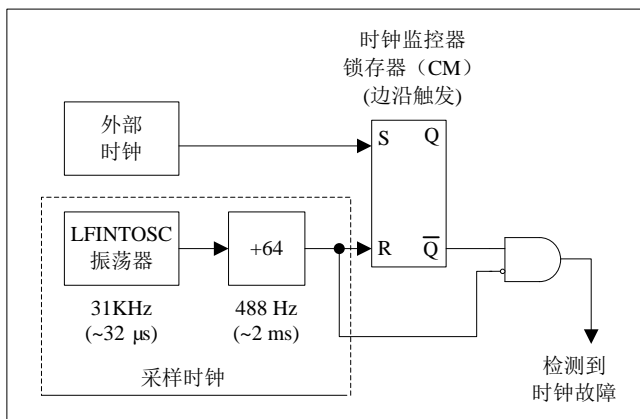 时钟监控器
锁存器（CM）
(边沿触发)
外部
时钟
S
Q
LFINTOSC
振荡器
+64
R
Q̅
31KHz
(~32 µs)
488 Hz
(~2 ms)
采样时钟
检测到
时钟故障